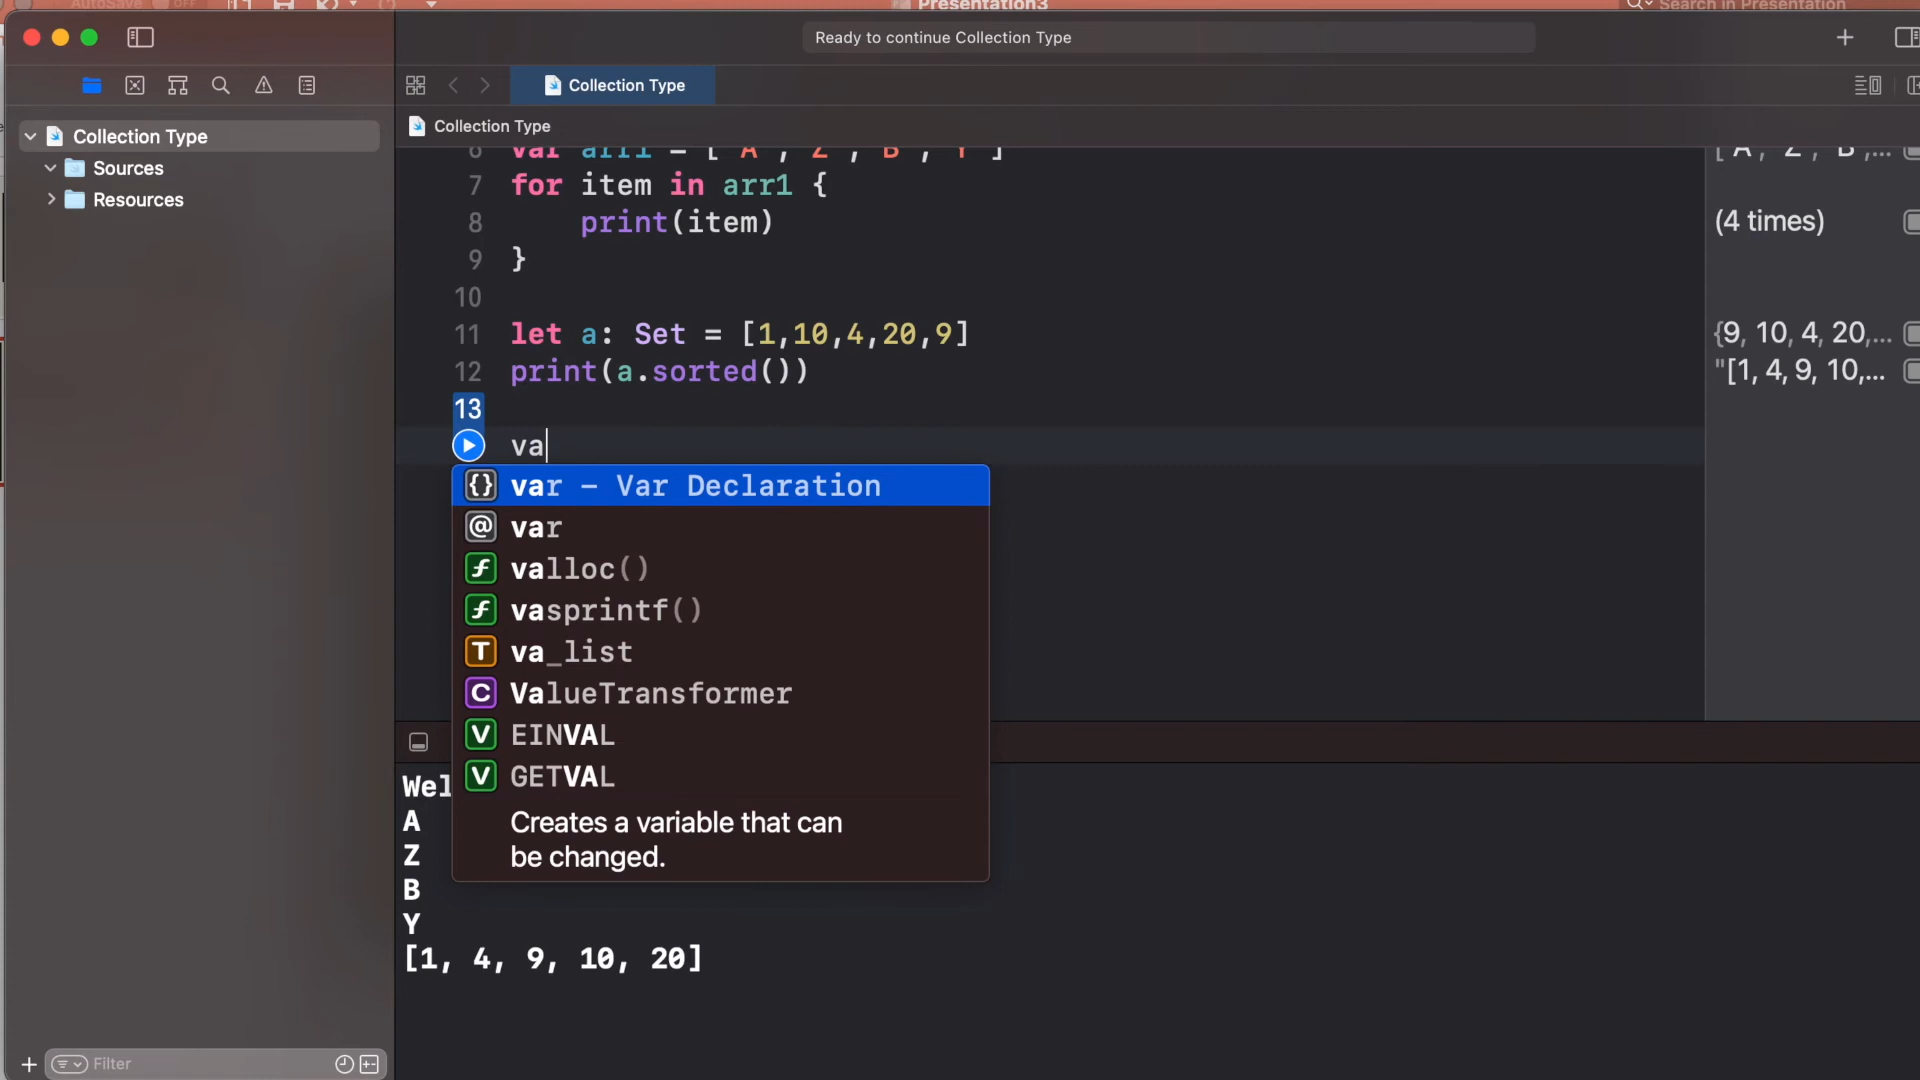 AutoSave OFF
Presentation3
Search in Presentation
Ready to continue Collection Type
Collection Type
Collection Type
Collection Type
Sources
Resources
6 var arr1 = ["A", "Z", "B", "Y"]
["A", "Z", "B",...
7 for item in arr1 {
8 print(item)
(4 times)
9 }
10
11 let a: Set = [1,10,4,20,9]
{9, 10, 4, 20,...
12 print(a.sorted())
"[1, 4, 9, 10,...
13
va
{} var – Var Declaration
@ var
f valloc()
f vasprintf()
T va_list
C ValueTransformer
V EINVAL
V GETVAL
Creates a variable that can
be changed.
Wel
A
Z
B
Y
[1, 4, 9, 10, 20]
Filter